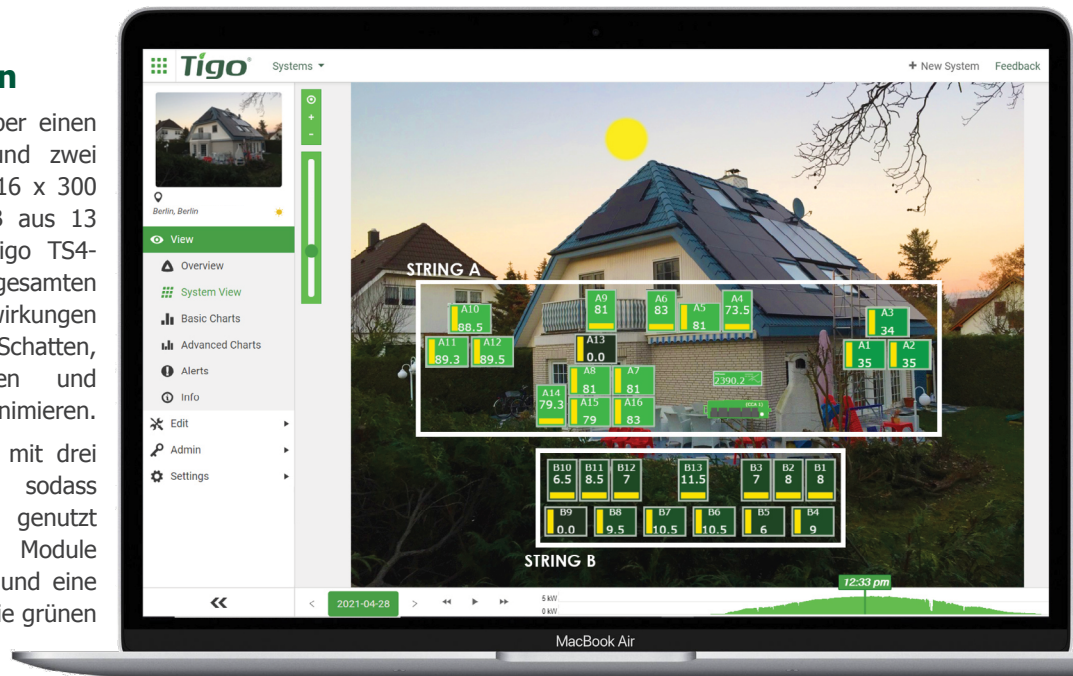 n
ber einen
und zwei
16 x 300
B aus 13
igo TS4-
gesamten
wirkungen
Schatten,
en und
nimieren.
mit drei
sodass
genutzt
Module
und eine
ie grünen
Tigo
Systems
+ New System
Feedback
Berlin, Berlin
View
Overview
System View
Basic Charts
Advanced Charts
Alerts
Info
Edit
Admin
Settings
+
-
STRING A
A10
88.5
A11
89.3
A12
89.5
A9
81
A6
83
A5
81
A4
73.5
A3
34
A1
35
A2
35
A13
0.0
A8
81
A7
81
A14
79.3
A15
79
A16
83
2390.2
B10
6.5
B11
8.5
B12
7
B13
11.5
B3
7
B2
8
B1
8
B9
0.0
B8
9.5
B7
10.5
B6
10.5
B5
6
B4
9
STRING B
12:33 pm
2021-04-28
5 kW
0 kW
MacBook Air